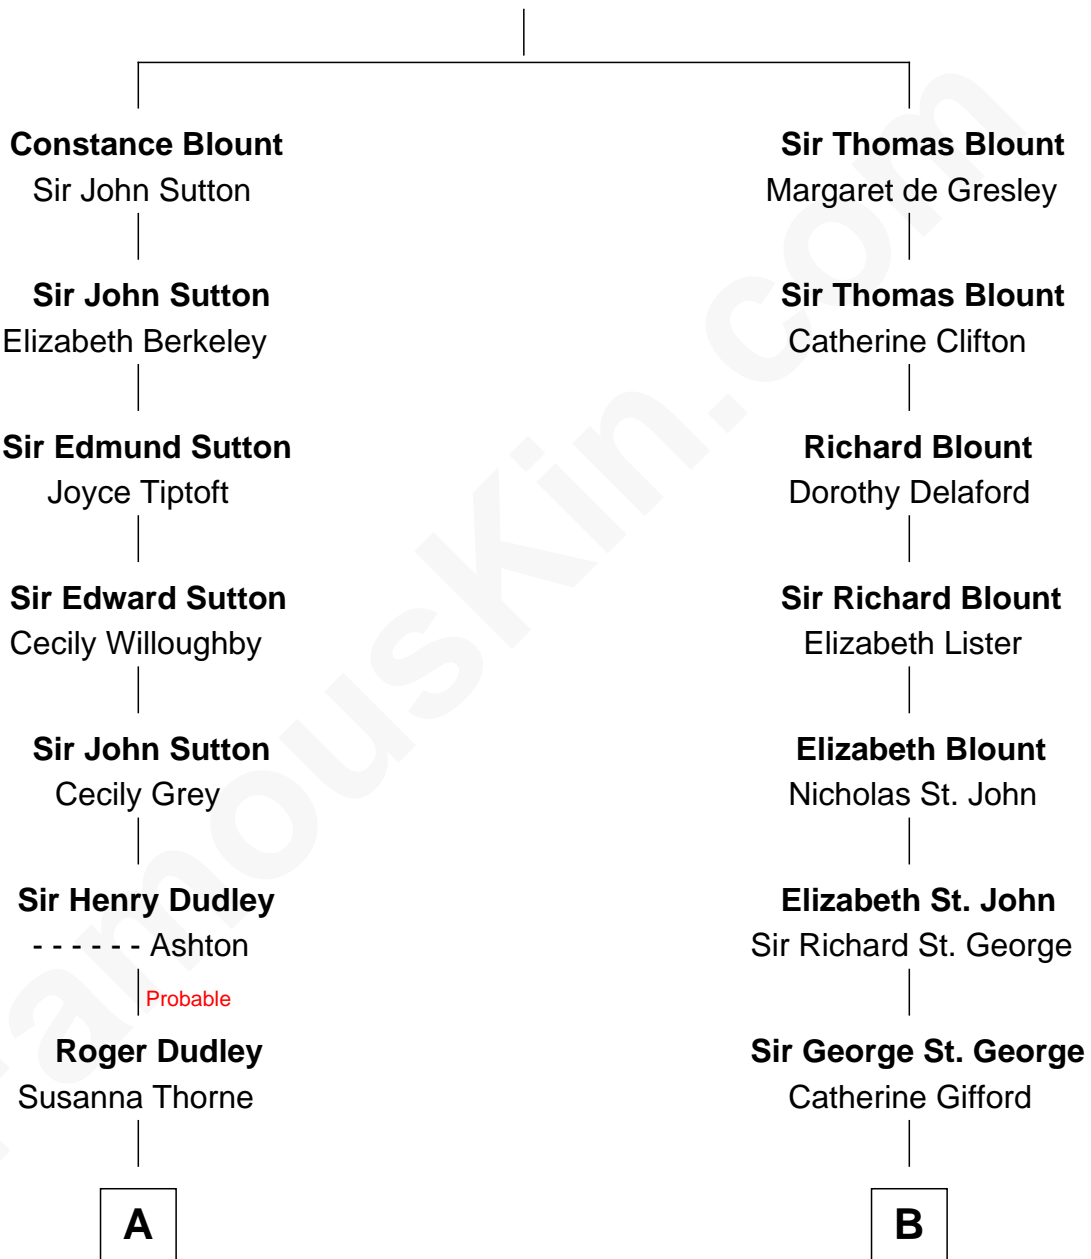 Constance Blount
Sir John Sutton
Sir John Sutton
Elizabeth Berkeley
Sir Edmund Sutton
Joyce Tiptoft
Sir Edward Sutton
Cecily Willoughby
Sir John Sutton
Cecily Grey
Sir Henry Dudley
- - - - - - Ashton
Probable
Roger Dudley
Susanna Thorne
A
Sir Thomas Blount
Margaret de Gresley
Sir Thomas Blount
Catherine Clifton
Richard Blount
Dorothy Delaford
Sir Richard Blount
Elizabeth Lister
Elizabeth Blount
Nicholas St. John
Elizabeth St. John
Sir Richard St. George
Sir George St. George
Catherine Gifford
B
FamousKin.com